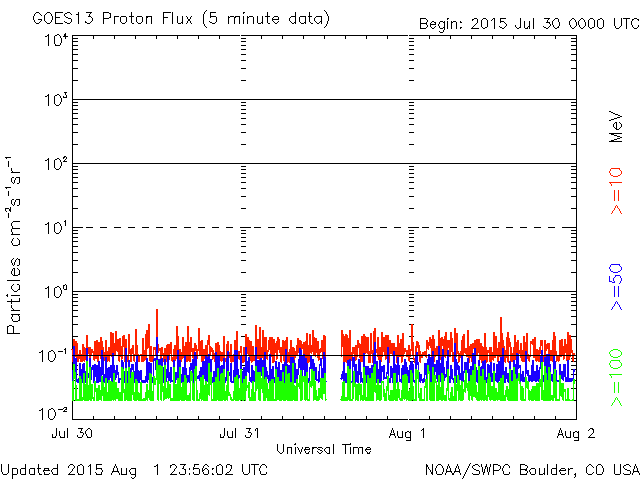 GOES13 Proton Flux (5 minute data)
Begin: 2015 Jul 30 0000 UTC
10⁴
10³
10²
10¹
10⁰
10⁻¹
10⁻²
Particles cm⁻²s⁻¹sr⁻¹
Jul 30
Jul 31
Aug 1
Aug 2
Universal Time
MeV
>=10
>=50
>=100
Updated 2015 Aug 1 23:56:02 UTC
NOAA/SWPC Boulder, CO USA